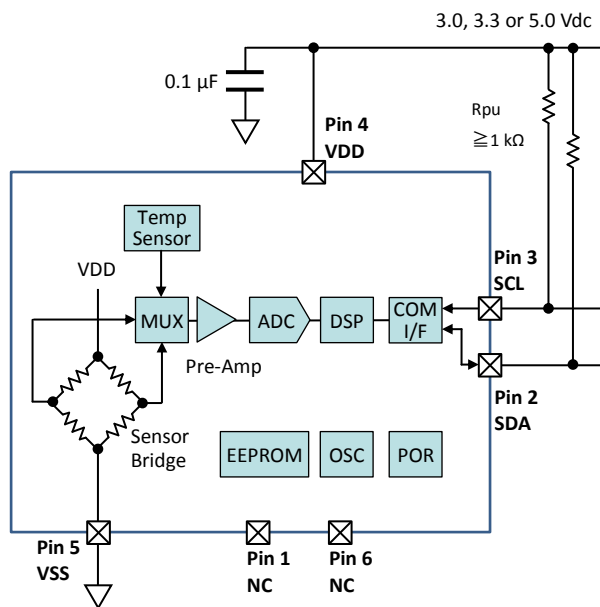 3.0, 3.3 or 5.0 Vdc
0.1 μF
Rpu
≧1 kΩ
Pin 4
VDD
Temp
Sensor
VDD
Pin 3
SCL
MUX
ADC
DSP
COM
I/F
Pre-Amp
Pin 2
SDA
Sensor
Bridge
EEPROM
OSC
POR
Pin 5
VSS
Pin 1
NC
Pin 6
NC